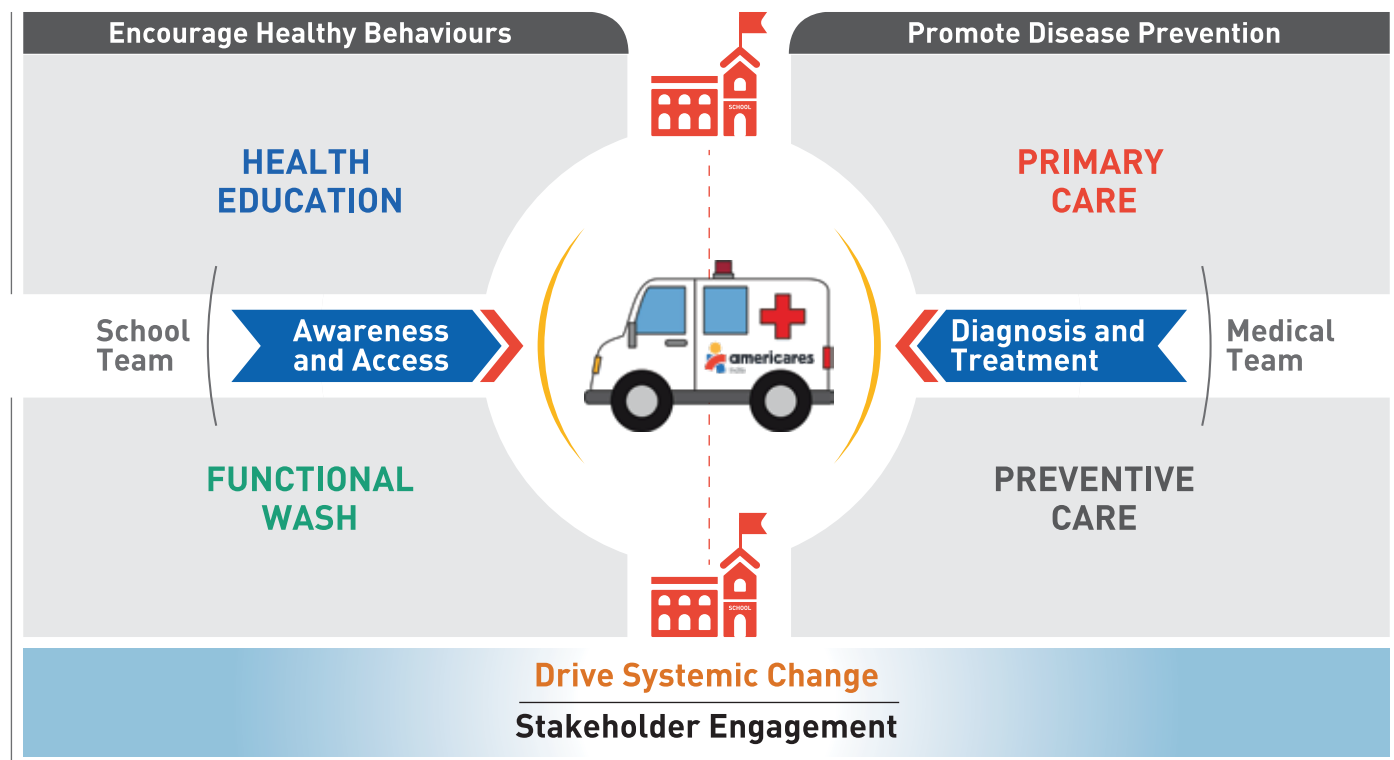 Encourage Healthy Behaviours
Promote Disease Prevention
SCHOOL
HEALTH
EDUCATION
PRIMARY
CARE
School
Team
Awareness
and Access
americares
india
Diagnosis and
Treatment
Medical
Team
FUNCTIONAL
WASH
PREVENTIVE
CARE
SCHOOL
Drive Systemic Change
Stakeholder Engagement